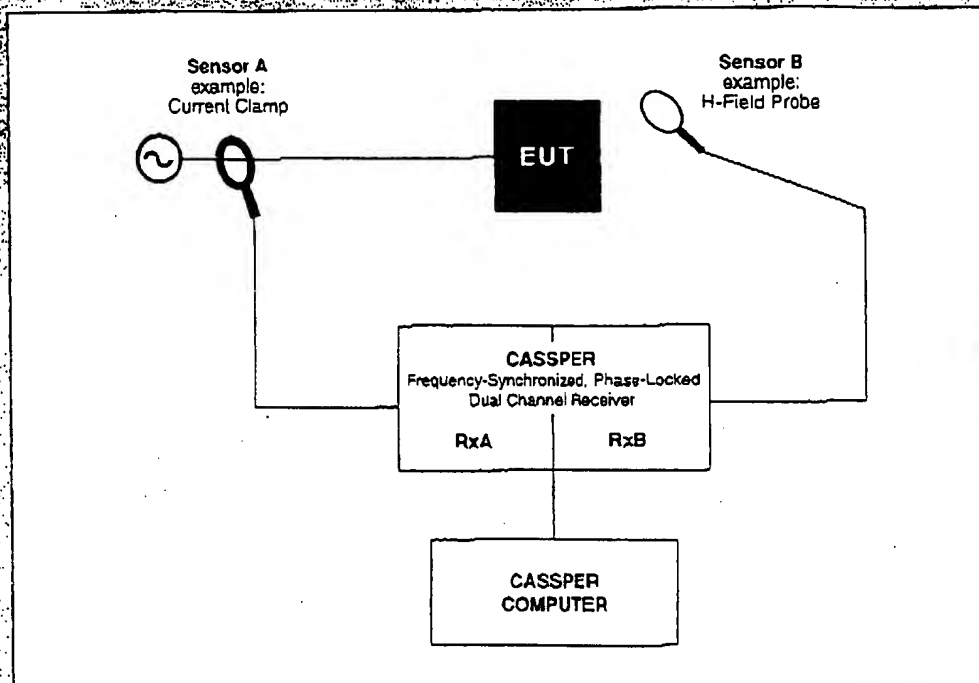 Sensor A
example:
Current Clamp
Sensor B
example:
H-Field Probe
EUT
CASSPER
Frequency-Synchronized, Phase-Locked
Dual Channel Receiver
RxA RxB
CASSPER
COMPUTER